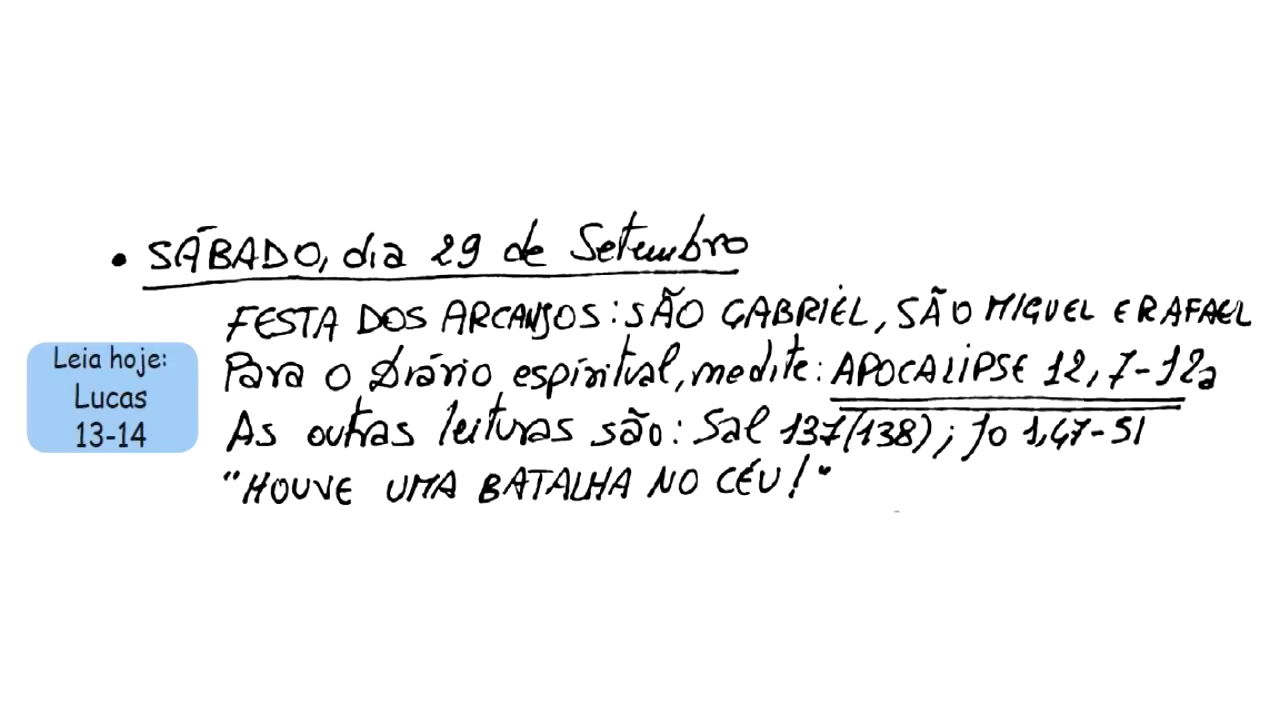 • SÁBADO, dia 29 de Setembro
FESTA DOS ARCANJOS: SÃO GABRIEL, SÃO MIGUEL E RAFAEL
Para o Diário espiritual, medite: APOCALIPSE 12, 7-12a
As outras leituras são: Sal 137(138); Jo 1,47-51
"HOUVE UMA BATALHA NO CÉU!"
Leia hoje:
Lucas
13-14